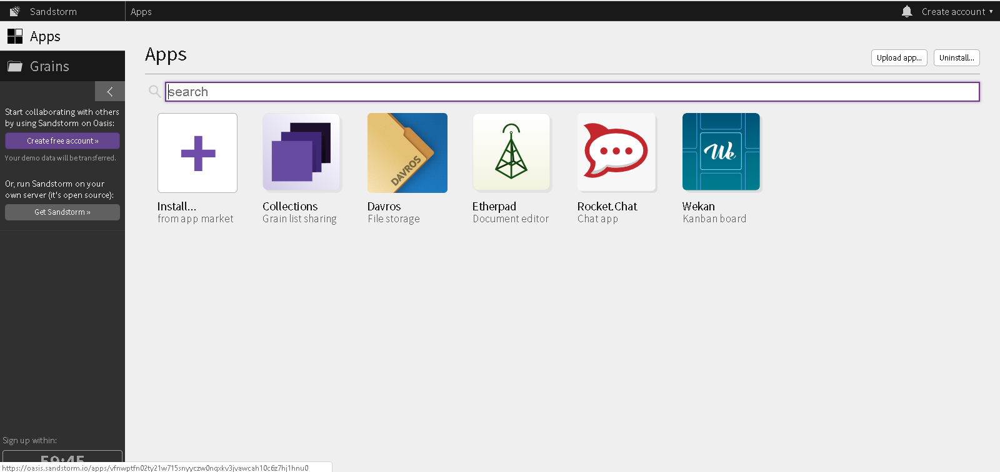 Sandstorm
Apps
Create account ▾
Apps
Grains
Start collaborating with others
by using Sandstorm on Oasis:
Create free account »
Your demo data will be transferred.
Or, run Sandstorm on your
own server (it's open source):
Get Sandstorm »
Sign up within:
59:45
Apps
Upload app...
Uninstall...
search
Install...
from app market
Collections
Grain list sharing
DAVROS
Davros
File storage
Etherpad
Document editor
Rocket.Chat
Chat app
We
Wekan
Kanban board
https://oasis.sandstorm.io/apps/vfnwptfn02ty21w715snyyczw0nqxkv3jvawcah10c6z7hj1hnu0